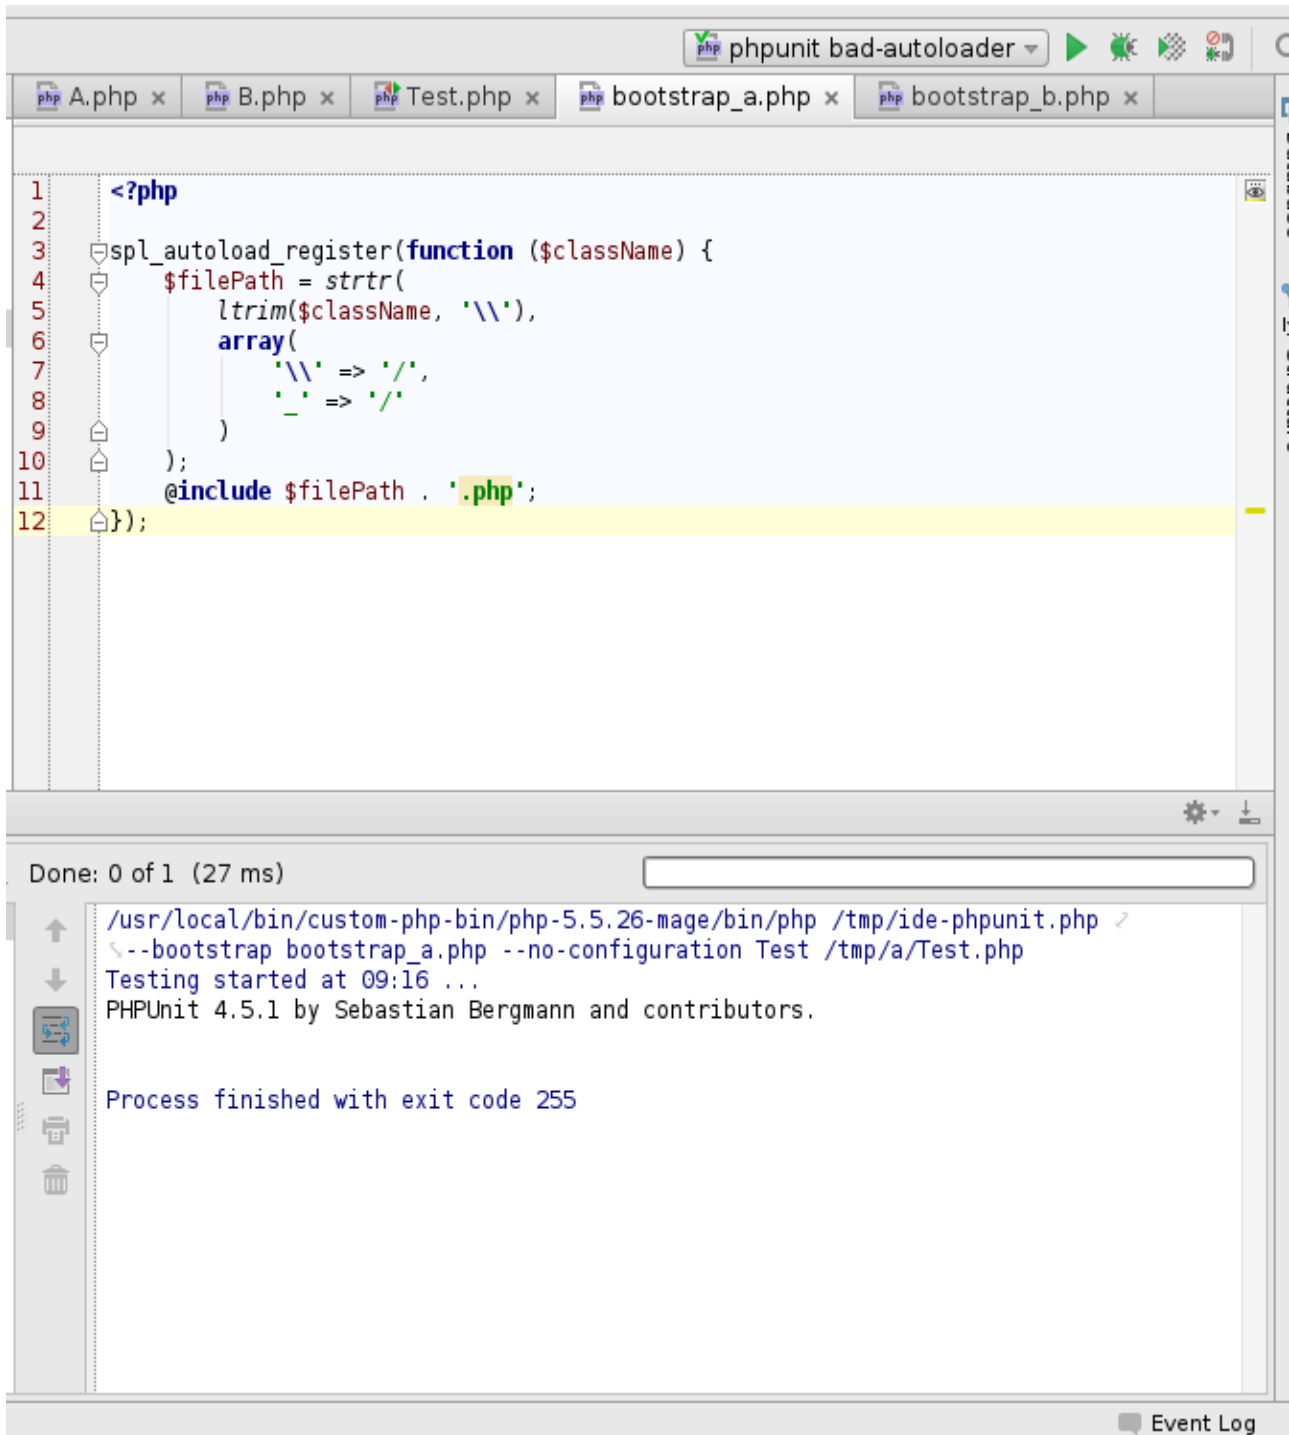 phpunit bad-autoloader
A.php B.php Test.php bootstrap_a.php bootstrap_b.php
1 <?php
2
3 spl_autoload_register(function ($className) {
4 $filePath = strtr(
5 ltrim($className, '\\'),
6 array(
7 '\\' => '/',
8 '_' => '/'
9 )
10 );
11 @include $filePath . '.php';
12 });
Done: 0 of 1 (27 ms)
/usr/local/bin/custom-php-bin/php-5.5.26-mage/bin/php /tmp/ide-phpunit.php
--bootstrap bootstrap_a.php --no-configuration Test /tmp/a/Test.php
Testing started at 09:16 ...
PHPUnit 4.5.1 by Sebastian Bergmann and contributors.
Process finished with exit code 255
Event Log